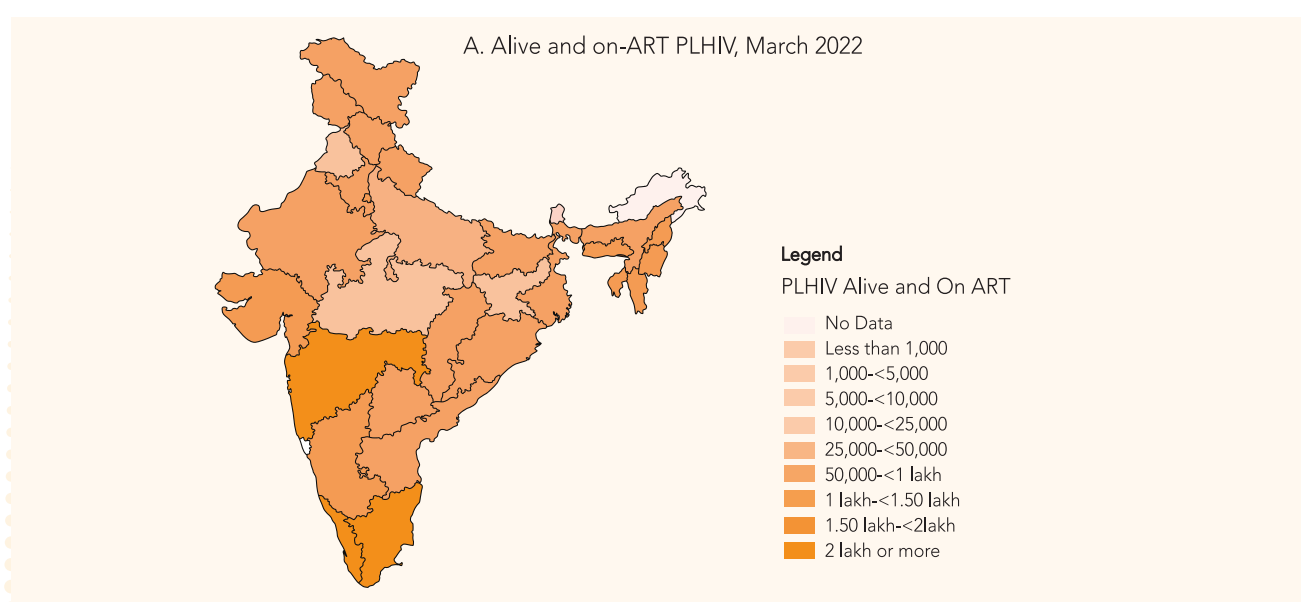 A. Alive and on-ART PLHIV, March 2022
Legend
PLHIV Alive and On ART
No Data
Less than 1,000
1,000-<5,000
5,000-<10,000
10,000-<25,000
25,000-<50,000
50,000-<1 lakh
1 lakh-<1.50 lakh
1.50 lakh-<2lakh
2 lakh or more